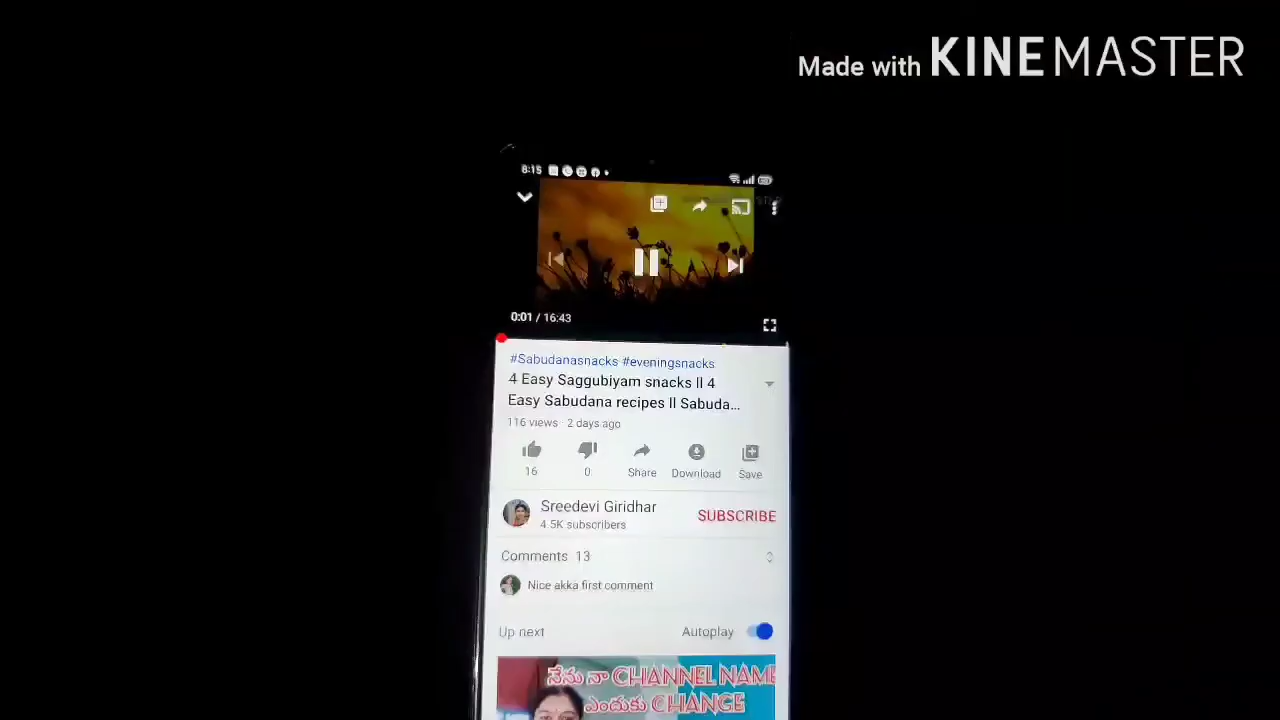 Made with KINEMASTER
8:15
0:01 / 16:43
#Sabudanasnacks #eveningsnacks
4 Easy Saggubiyam snacks ll 4
Easy Sabudana recipes ll Sabuda...
116 views 2 days ago
16 0 Share Download Save
Sreedevi Giridhar
SUBSCRIBE
4.5K subscribers
Comments 13
Nice akka first comment
Up next Autoplay
నేను నా CHANNEL NAME
ఎందుకు CHANGE